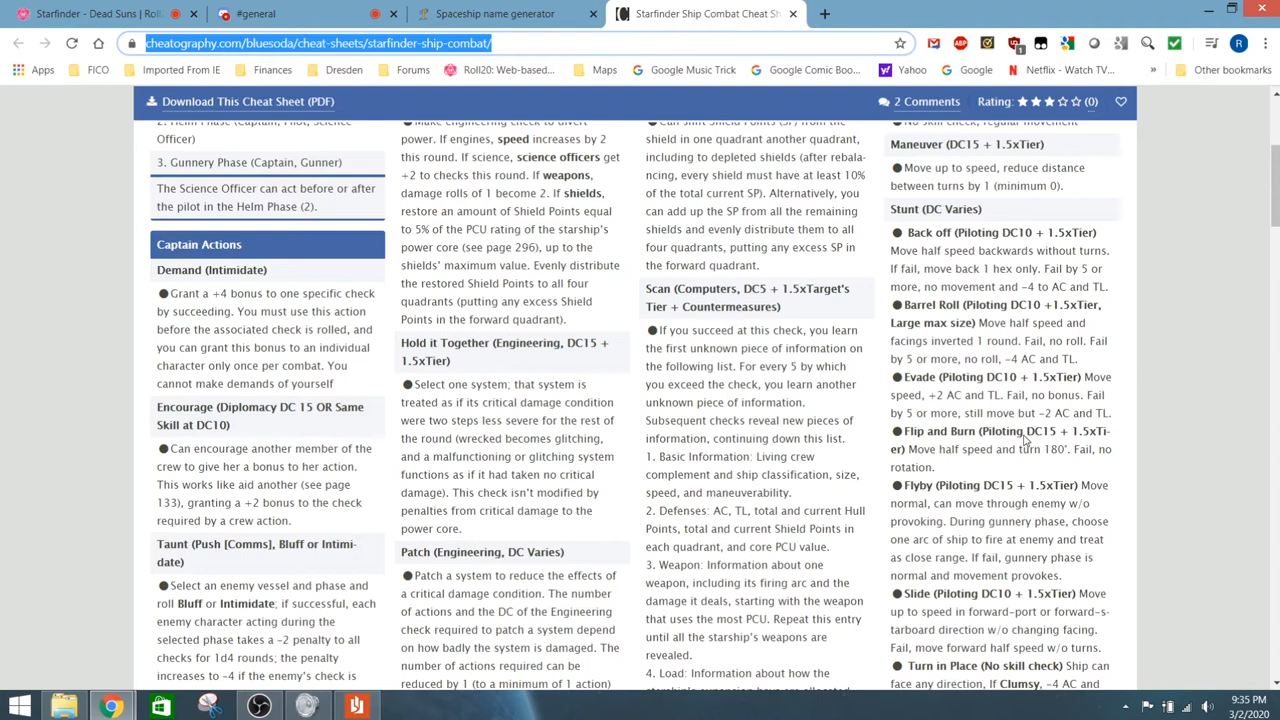 Starfinder - Dead Suns | Roll2
#general
Spaceship name generator
Starfinder Ship Combat Cheat Sh
cheatography.com/bluesoda/cheat-sheets/starfinder-ship-combat/
Apps
FICO
Imported From IE
Finances
Dresden
Forums
Roll20: Web-based...
Maps
Google Music Trick
Google Comic Boo...
Yahoo
Google
Netflix - Watch TV...
Other bookmarks
Download This Cheat Sheet (PDF)
2 Comments
Rating:
(0)
2. Helm Phase (Captain, Pilot, Science
Officer)
3. Gunnery Phase (Captain, Gunner)
The Science Officer can act before or after
the pilot in the Helm Phase (2).
Captain Actions
Demand (Intimidate)
●Grant a +4 bonus to one specific check
by succeeding. You must use this action
before the associated check is rolled, and
you can grant this bonus to an individual
character only once per combat. You
cannot make demands of yourself
Encourage (Diplomacy DC 15 OR Same
Skill at DC10)
●Can encourage another member of the
crew to give her a bonus to her action.
This works like aid another (see page
133), granting a +2 bonus to the check
required by a crew action.
Taunt (Push [Comms], Bluff or Intimi-
date)
●Select an enemy vessel and phase and
roll Bluff or Intimidate; if successful, each
enemy character acting during the
selected phase takes a -2 penalty to all
checks for 1d4 rounds; the penalty
increases to -4 if the enemy's check is
●Make engineering check to divert
power. If engines, speed increases by 2
this round. If science, science officers get
+2 to checks this round. If weapons,
damage rolls of 1 become 2. If shields,
restore an amount of Shield Points equal
to 5% of the PCU rating of the starship's
power core (see page 296), up to the
shields' maximum value. Evenly distribute
the restored Shield Points to all four
quadrants (putting any excess Shield
Points in the forward quadrant).
Hold it Together (Engineering, DC15 +
1.5xTier)
●Select one system; that system is
treated as if its critical damage condition
were two steps less severe for the rest of
the round (wrecked becomes glitching,
and a malfunctioning or glitching system
functions as if it had taken no critical
damage). This check isn't modified by
penalties from critical damage to the
power core.
Patch (Engineering, DC Varies)
●Patch a system to reduce the effects of
a critical damage condition. The number
of actions and the DC of the Engineering
check required to patch a system depend
on how badly the system is damaged. The
number of actions required can be
reduced by 1 (to a minimum of 1 action)
●Can shift Shield Points (SP) from the
shield in one quadrant another quadrant,
including to depleted shields (after rebala-
ncing, every shield must have at least 10%
of the total current SP). Alternatively, you
can add up the SP from all the remaining
shields and evenly distribute them to all
four quadrants, putting any excess SP in
the forward quadrant.
Scan (Computers, DC5 + 1.5xTarget's
Tier + Countermeasures)
●If you succeed at this check, you learn
the first unknown piece of information on
the following list. For every 5 by which
you exceed the check, you learn another
unknown piece of information.
Subsequent checks reveal new pieces of
information, continuing down this list.
1. Basic Information: Living crew
complement and ship classification, size,
speed, and maneuverability.
2. Defenses: AC, TL, total and current Hull
Points, total and current Shield Points in
each quadrant, and core PCU value.
3. Weapon: Information about one
weapon, including its firing arc and the
damage it deals, starting with the weapon
that uses the most PCU. Repeat this entry
until all the starship's weapons are
revealed.
4. Load: Information about how the
starship's expansion bays are allocated
●No skill check, regular movement
Maneuver (DC15 + 1.5xTier)
●Move up to speed, reduce distance
between turns by 1 (minimum 0).
Stunt (DC Varies)
● Back off (Piloting DC10 + 1.5xTier)
Move half speed backwards without turns.
If fail, move back 1 hex only. Fail by 5 or
more, no movement and -4 to AC and TL.
●Barrel Roll (Piloting DC10 +1.5xTier,
Large max size) Move half speed and
facings inverted 1 round. Fail, no roll. Fail
by 5 or more, no roll, -4 AC and TL.
●Evade (Piloting DC10 + 1.5xTier) Move
speed, +2 AC and TL. Fail, no bonus. Fail
by 5 or more, still move but -2 AC and TL.
●Flip and Burn (Piloting DC15 + 1.5xTi-
er) Move half speed and turn 180°. Fail, no
rotation.
●Flyby (Piloting DC15 + 1.5xTier) Move
normal, can move through enemy w/o
provoking. During gunnery phase, choose
one arc of ship to fire at enemy and treat
as close range. If fail, gunnery phase is
normal and movement provokes.
●Slide (Piloting DC10 + 1.5xTier) Move
up to speed in forward-port or forward-s-
tarboard direction w/o changing facing.
Fail, move forward half speed w/o turns.
● Turn in Place (No skill check) Ship can
face any direction, If Clumsy, -4 AC and
9:35 PM
3/2/2020